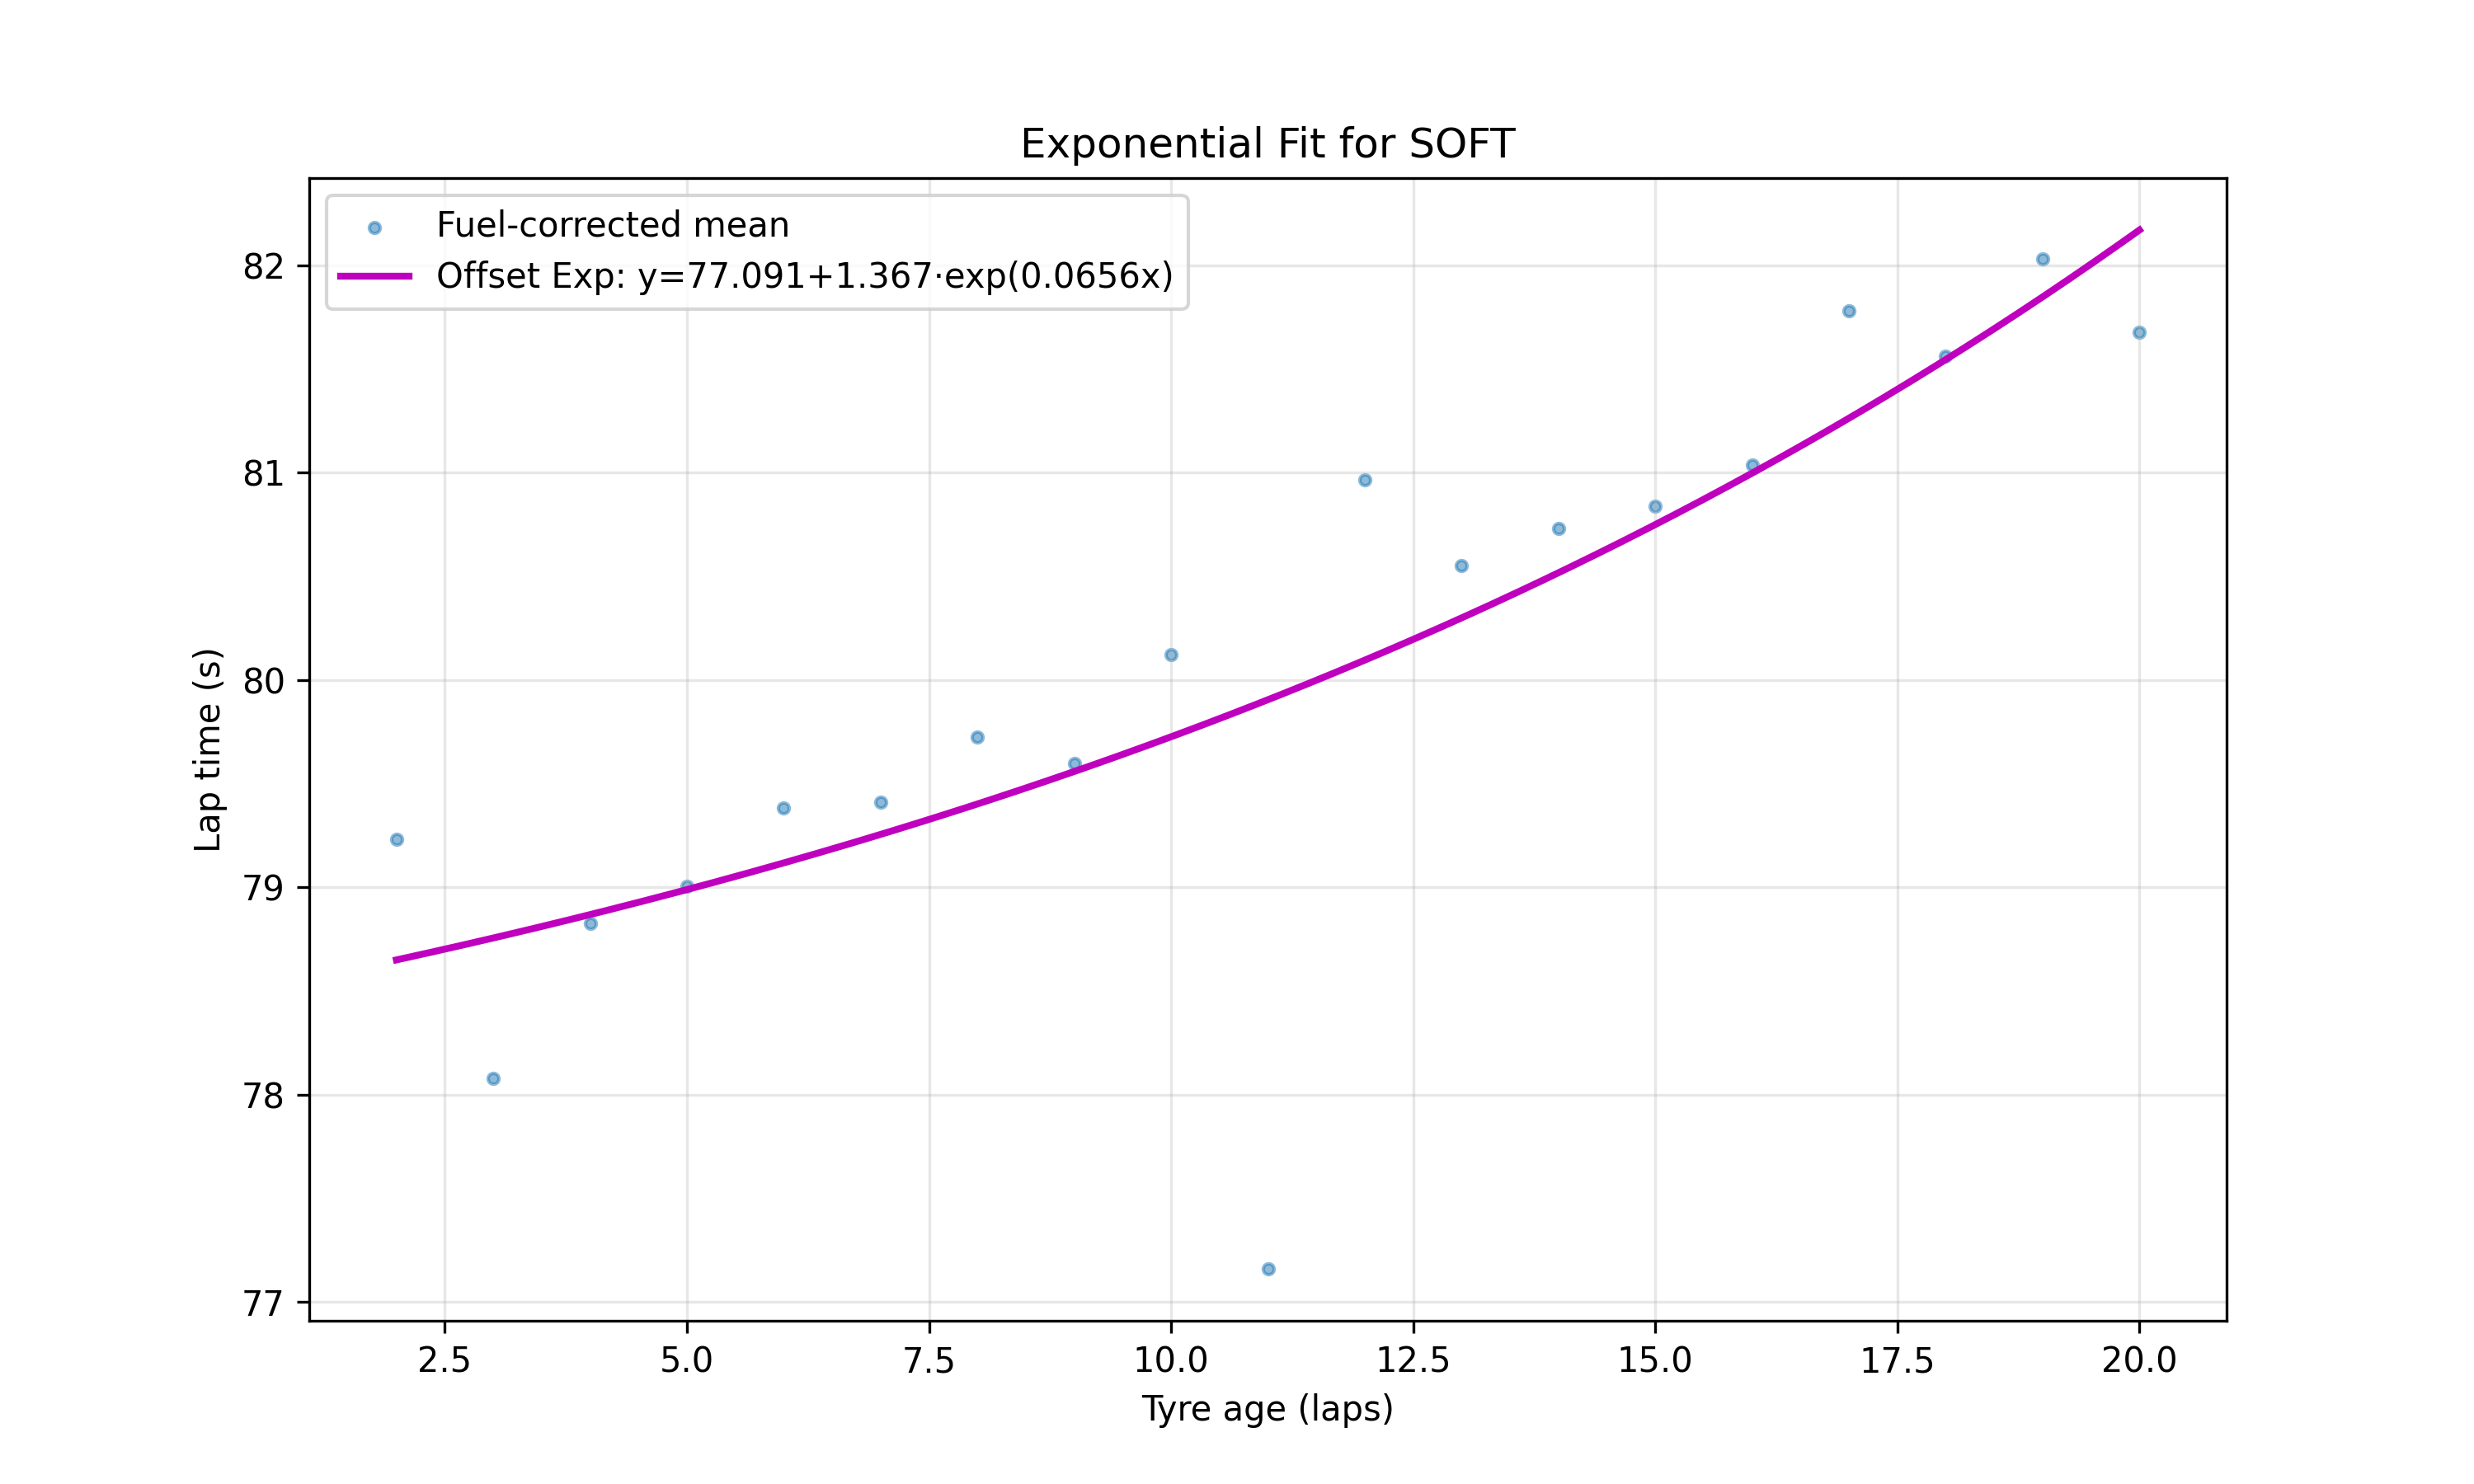 Exponential Fit for SOFT
Fuel-corrected mean
Offset Exp: y=77.091+1.367·exp(0.0656x)
82
81
80
79
78
77
Lap time (s)
2.5 5.0 7.5 10.0 12.5 15.0 17.5 20.0
Tyre age (laps)